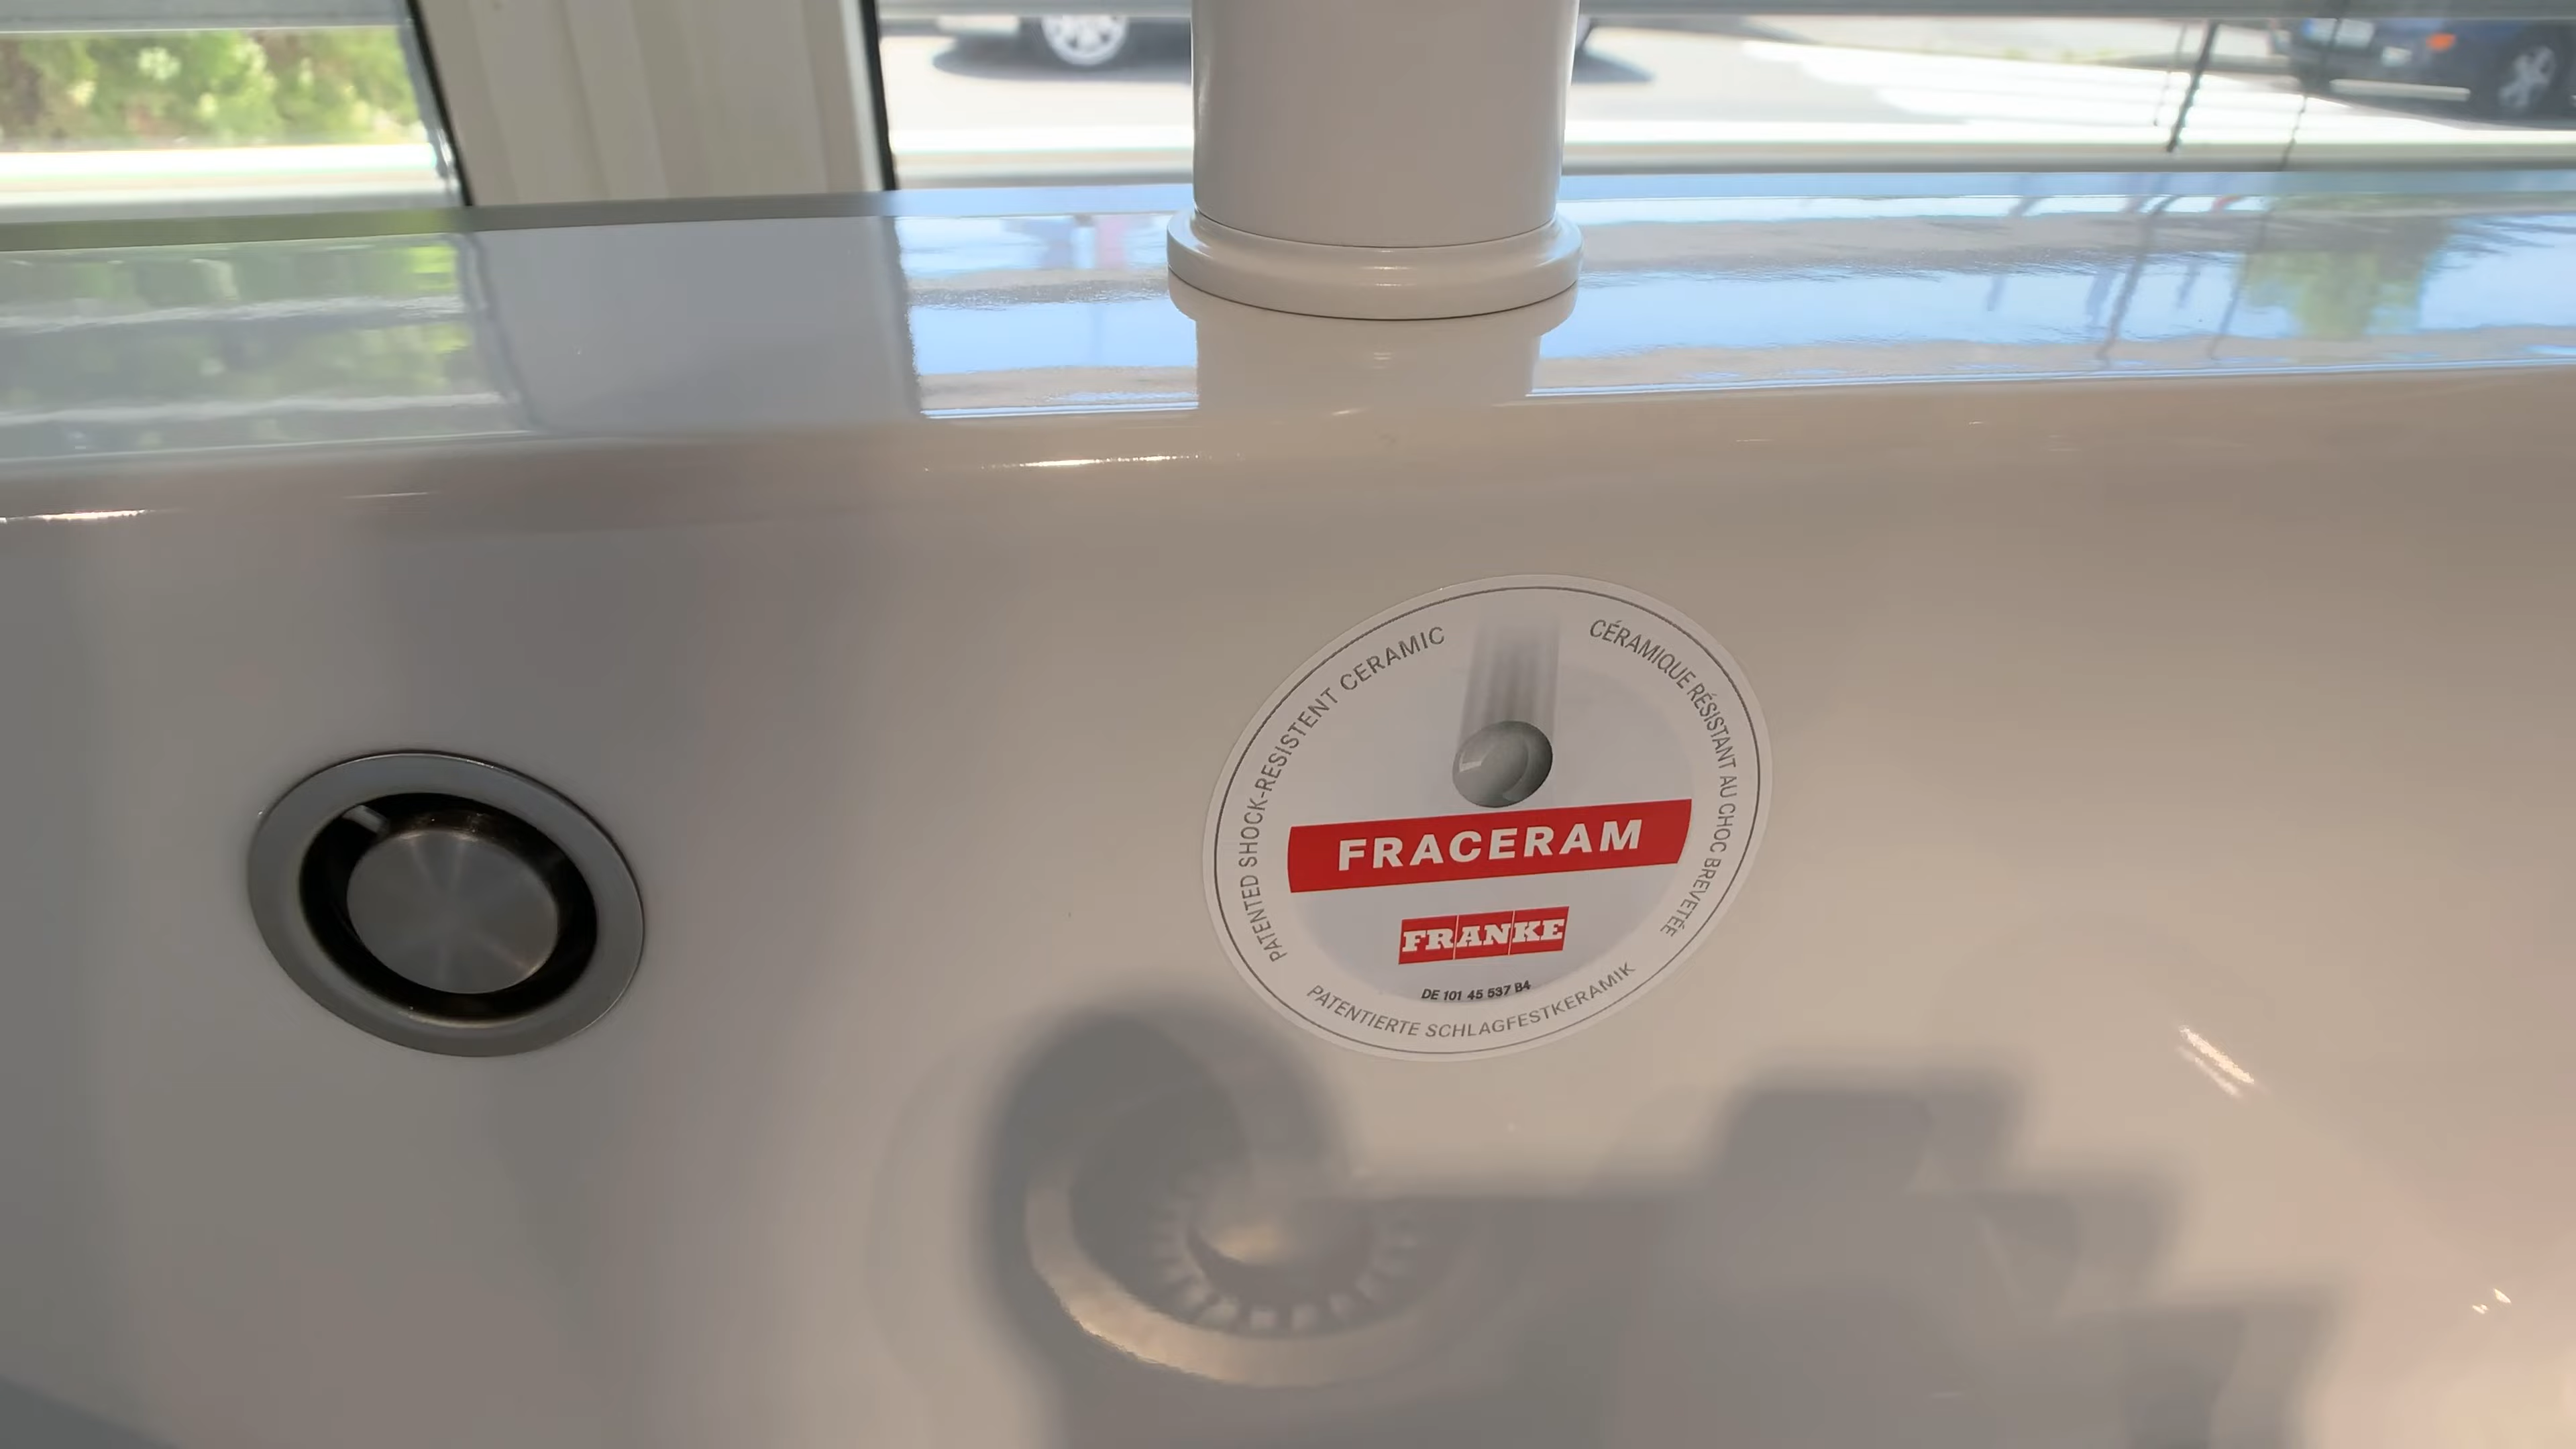 PATENTED SHOCK-RESISTENT CERAMIC
CÉRAMIQUE RÉSISTANT AU CHOC BREVETÉE
FRACERAM
FRANKE
DE 101 45 537 B4
PATENTIERTE SCHLAGFESTKERAMIK